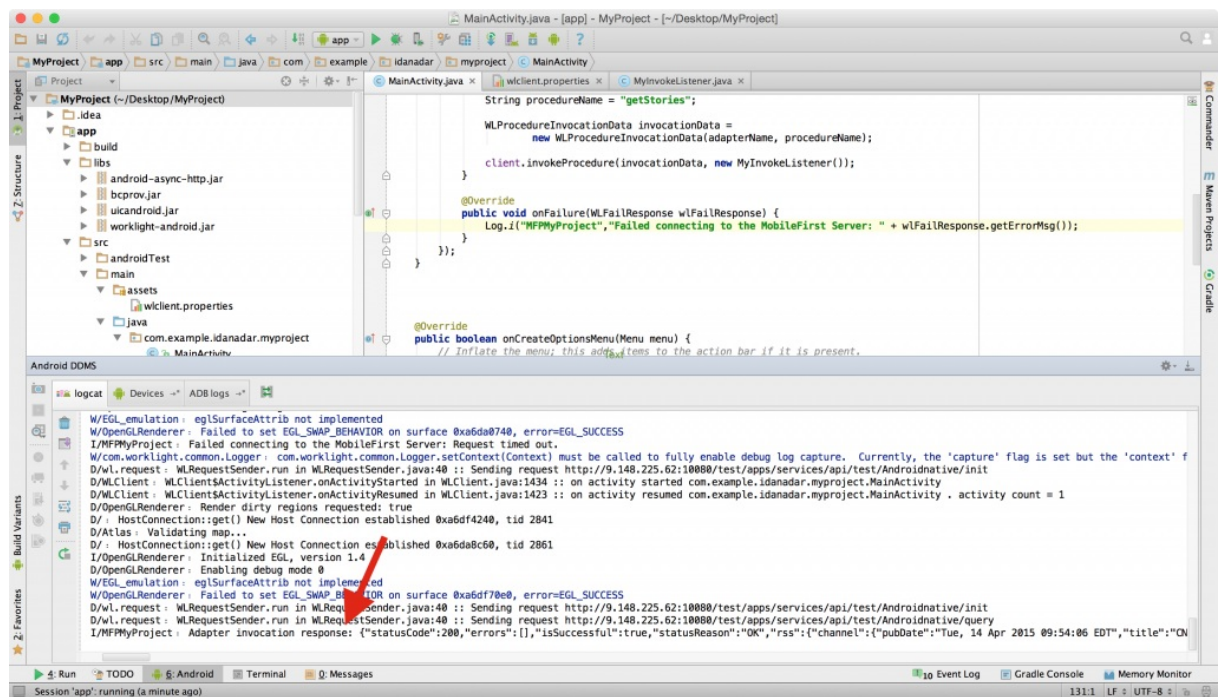 MainActivity.java - [app] - MyProject - [~/Desktop/MyProject]
app
MyProject app src main java com example idanadar myproject MainActivity
Project
MainActivity.java × wlclient.properties × MyInvokeListener.java ×
1: Project
Z: Structure
Build Variants
2: Favorites
MyProject (~/Desktop/MyProject)
.idea
app
build
libs
android-async-http.jar
bcprov.jar
uicandroid.jar
worklight-android.jar
src
androidTest
main
assets
wlclient.properties
java
com.example.idanadar.myproject
MainActivity
String procedureName = "getStories";
WLProcedureInvocationData invocationData =
new WLProcedureInvocationData(adapterName, procedureName);
client.invokeProcedure(invocationData, new MyInvokeListener());
}
@Override
public void onFailure(WLFailResponse wlFailResponse) {
Log.i("MFPMyProject","Failed connecting to the MobileFirst Server: " + wlFailResponse.getErrorMsg());
}
});
}
@Override
public boolean onCreateOptionsMenu(Menu menu) {
// Inflate the menu; this adds items to the action bar if it is present.
Text
Commander
Maven Projects
Gradle
Android DDMS
logcat Devices ADB logs
W/EGL_emulation﹕ eglSurfaceAttrib not implemented
W/OpenGLRenderer﹕ Failed to set EGL_SWAP_BEHAVIOR on surface 0xa6da0740, error=EGL_SUCCESS
I/MFPMyProject﹕ Failed connecting to the MobileFirst Server: Request timed out.
W/com.worklight.common.Logger﹕ com.worklight.common.Logger.setContext(Context) must be called to fully enable debug log capture.  Currently, the 'capture' flag is set but the 'context' f
D/wl.request﹕ WLRequestSender.run in WLRequestSender.java:40 :: Sending request http://9.148.225.62:10080/test/apps/services/api/test/Androidnative/init
D/WLClient﹕ WLClient$ActivityListener.onActivityStarted in WLClient.java:1434 :: on activity started com.example.idanadar.myproject.MainActivity
D/WLClient﹕ WLClient$ActivityListener.onActivityResumed in WLClient.java:1423 :: on activity resumed com.example.idanadar.myproject.MainActivity . activity count = 1
D/OpenGLRenderer﹕ Render dirty regions requested: true
D/﹕ HostConnection::get() New Host Connection established 0xa6df4240, tid 2841
D/Atlas﹕ Validating map...
D/﹕ HostConnection::get() New Host Connection established 0xa6da8c60, tid 2861
I/OpenGLRenderer﹕ Initialized EGL, version 1.4
D/OpenGLRenderer﹕ Enabling debug mode 0
W/EGL_emulation﹕ eglSurfaceAttrib not implemented
W/OpenGLRenderer﹕ Failed to set EGL_SWAP_BEHAVIOR on surface 0xa6df70e0, error=EGL_SUCCESS
D/wl.request﹕ WLRequestSender.run in WLRequestSender.java:40 :: Sending request http://9.148.225.62:10080/test/apps/services/api/test/Androidnative/init
D/wl.request﹕ WLRequestSender.run in WLRequestSender.java:40 :: Sending request http://9.148.225.62:10080/test/apps/services/api/test/Androidnative/init
I/MFPMyProject﹕ Adapter invocation response: {"statusCode":200,"errors":[],"isSuccessful":true,"statusReason":"OK","rss":{"channel":{"pubDate":"Tue, 14 Apr 2015 09:54:06 EDT","title":"CN
4: Run TODO 6: Android Terminal 0: Messages 10 Event Log Gradle Console Memory Monitor
Session 'app': running (a minute ago) 131:1 LF UTF-8